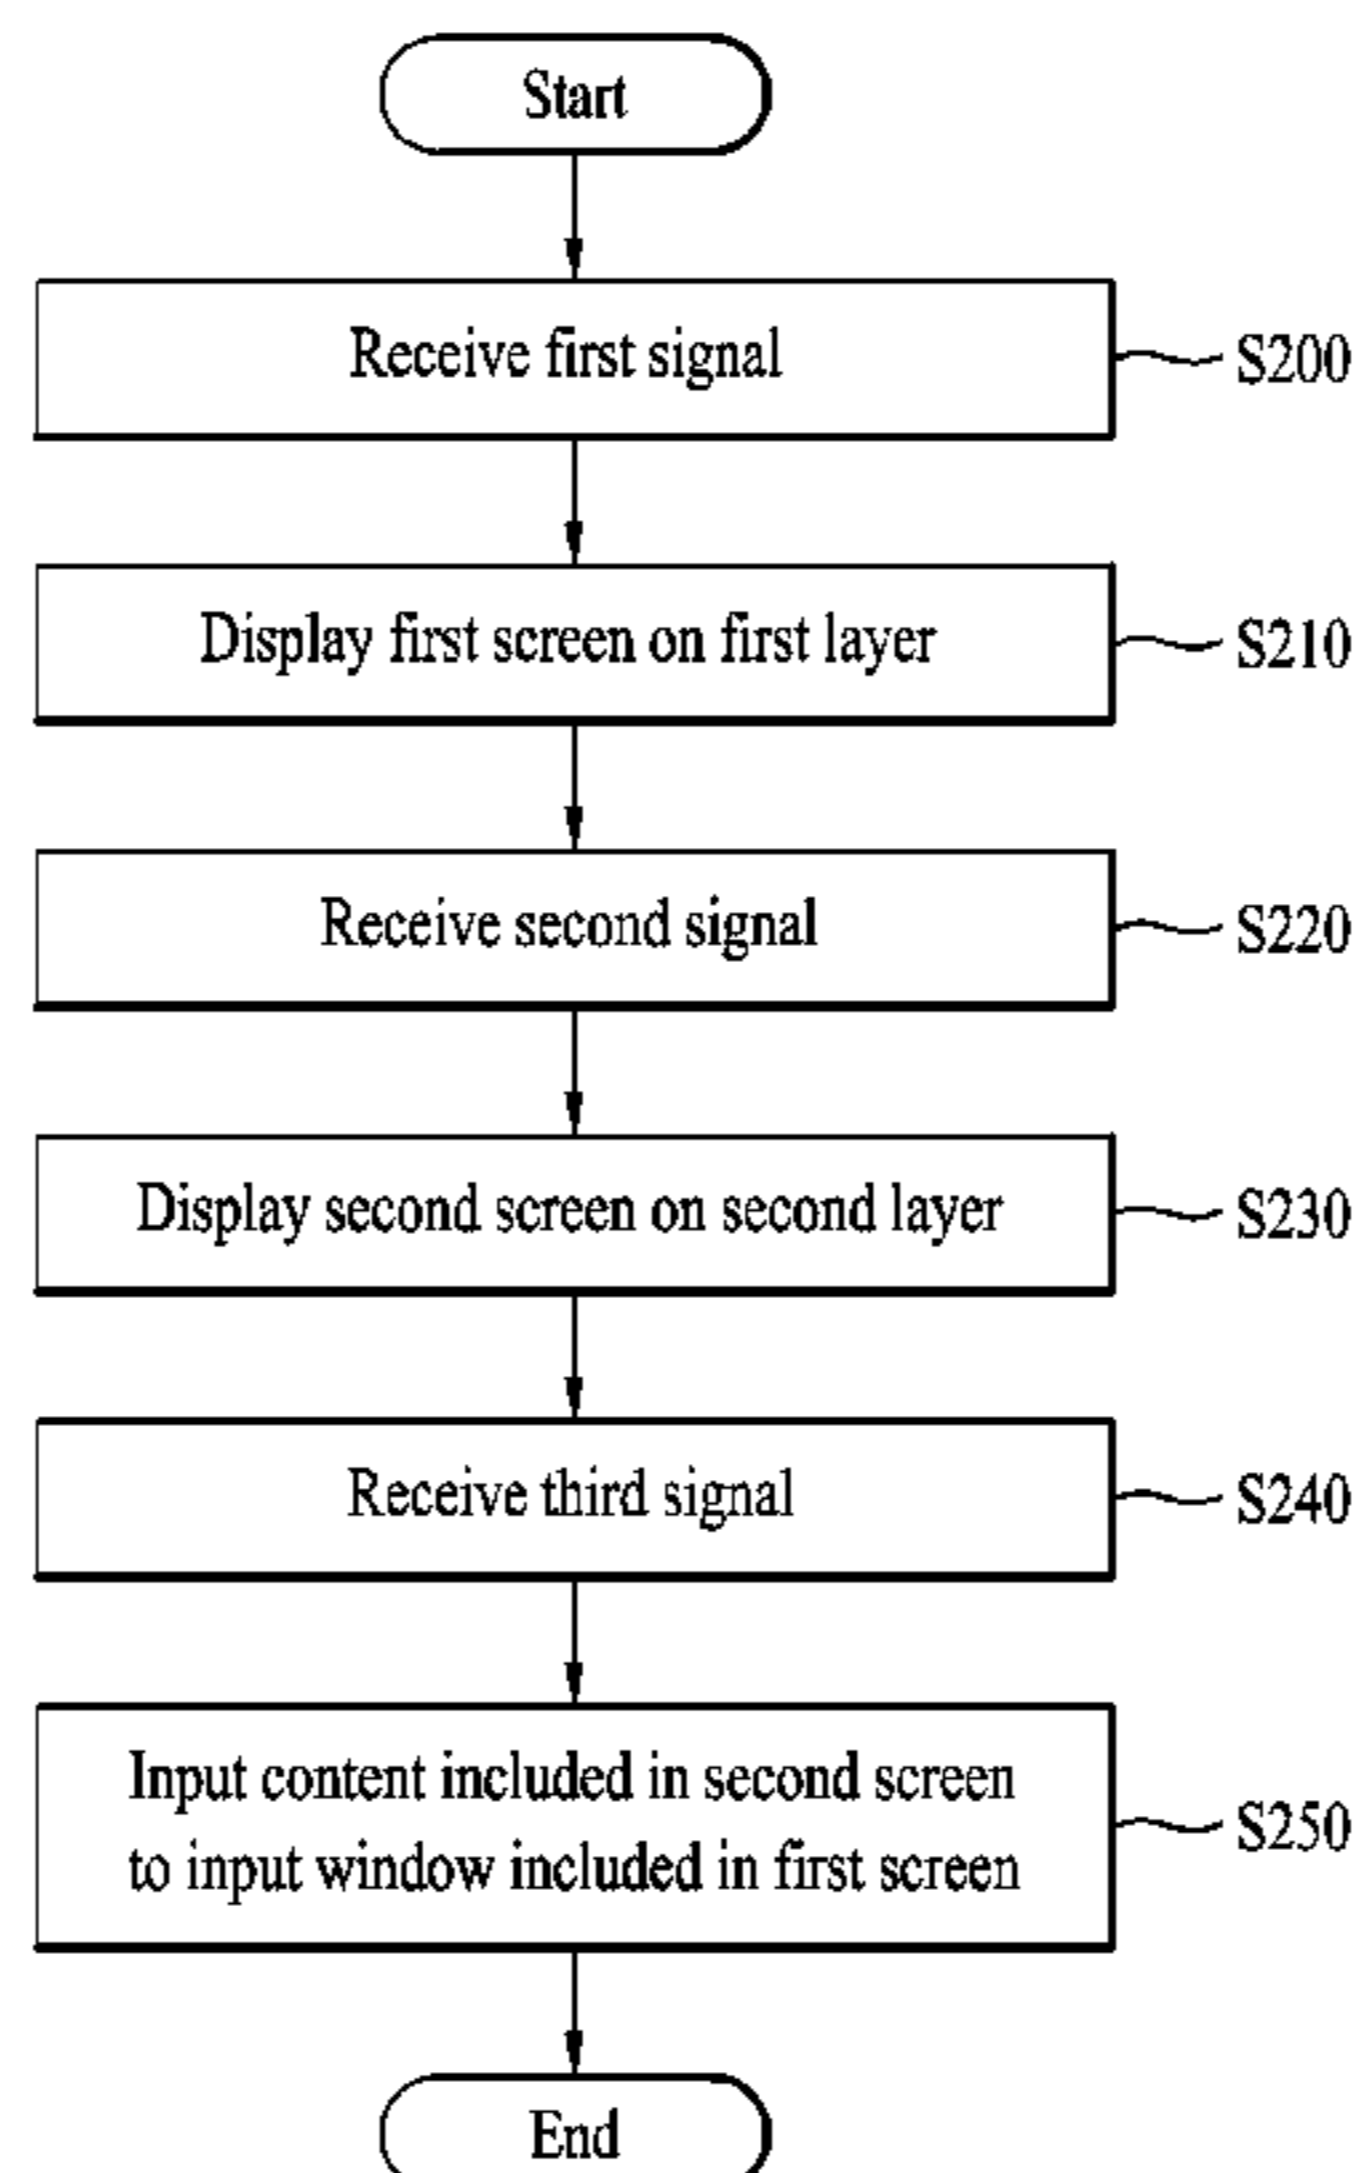 Start
Receive first signal
S200
Display first screen on first layer
S210
Receive second signal
S220
Display second screen on second layer
S230
Receive third signal
S240
Input content included in second screen
to input window included in first screen
S250
End